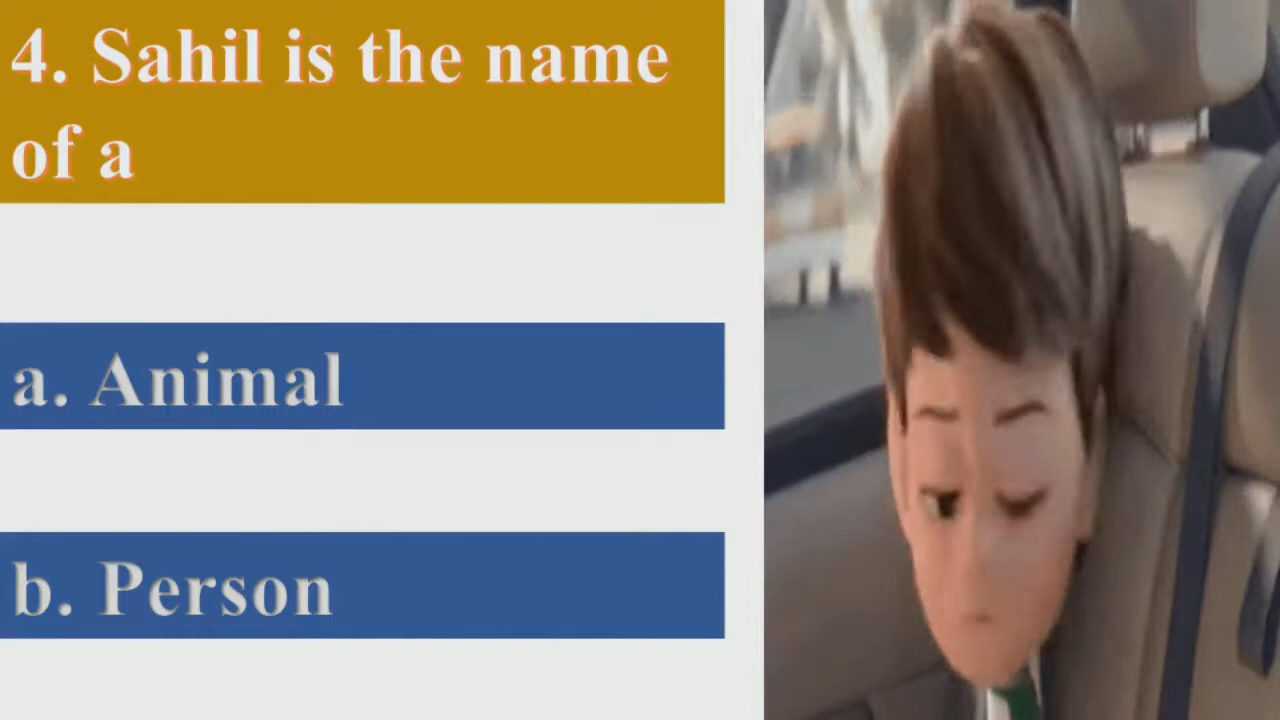 4. Sahil is the name
of a
a. Animal
b. Person